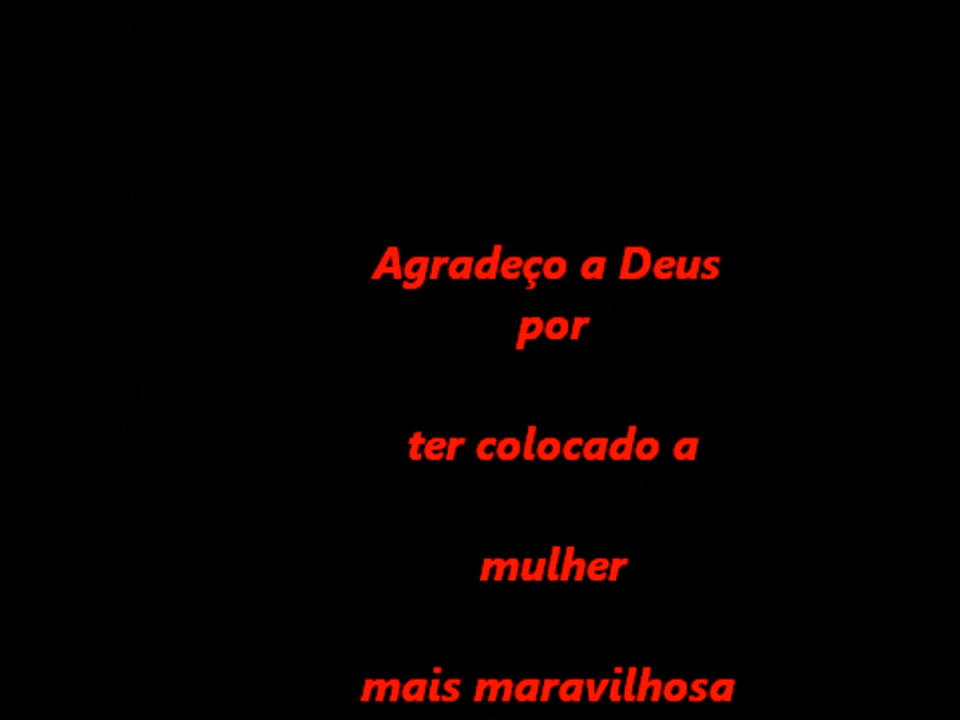 Agradeço a Deus
por
ter colocado a
mulher
mais maravilhosa